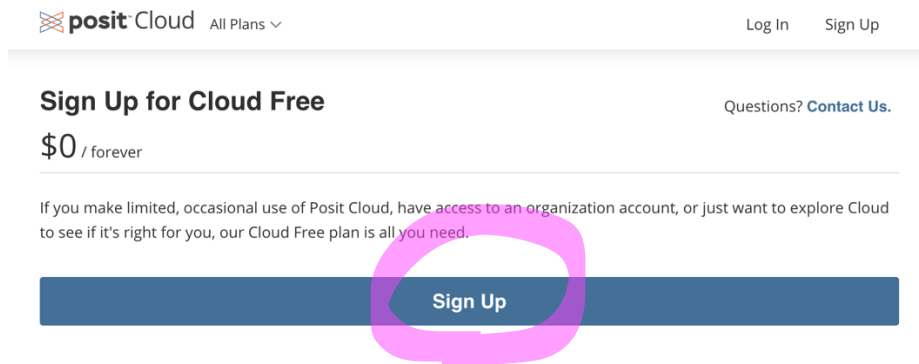 posit Cloud All Plans Log In Sign Up
Sign Up for Cloud Free
Questions? Contact Us.
$0 / forever
If you make limited, occasional use of Posit Cloud, have access to an organization account, or just want to explore Cloud
to see if it's right for you, our Cloud Free plan is all you need.
Sign Up